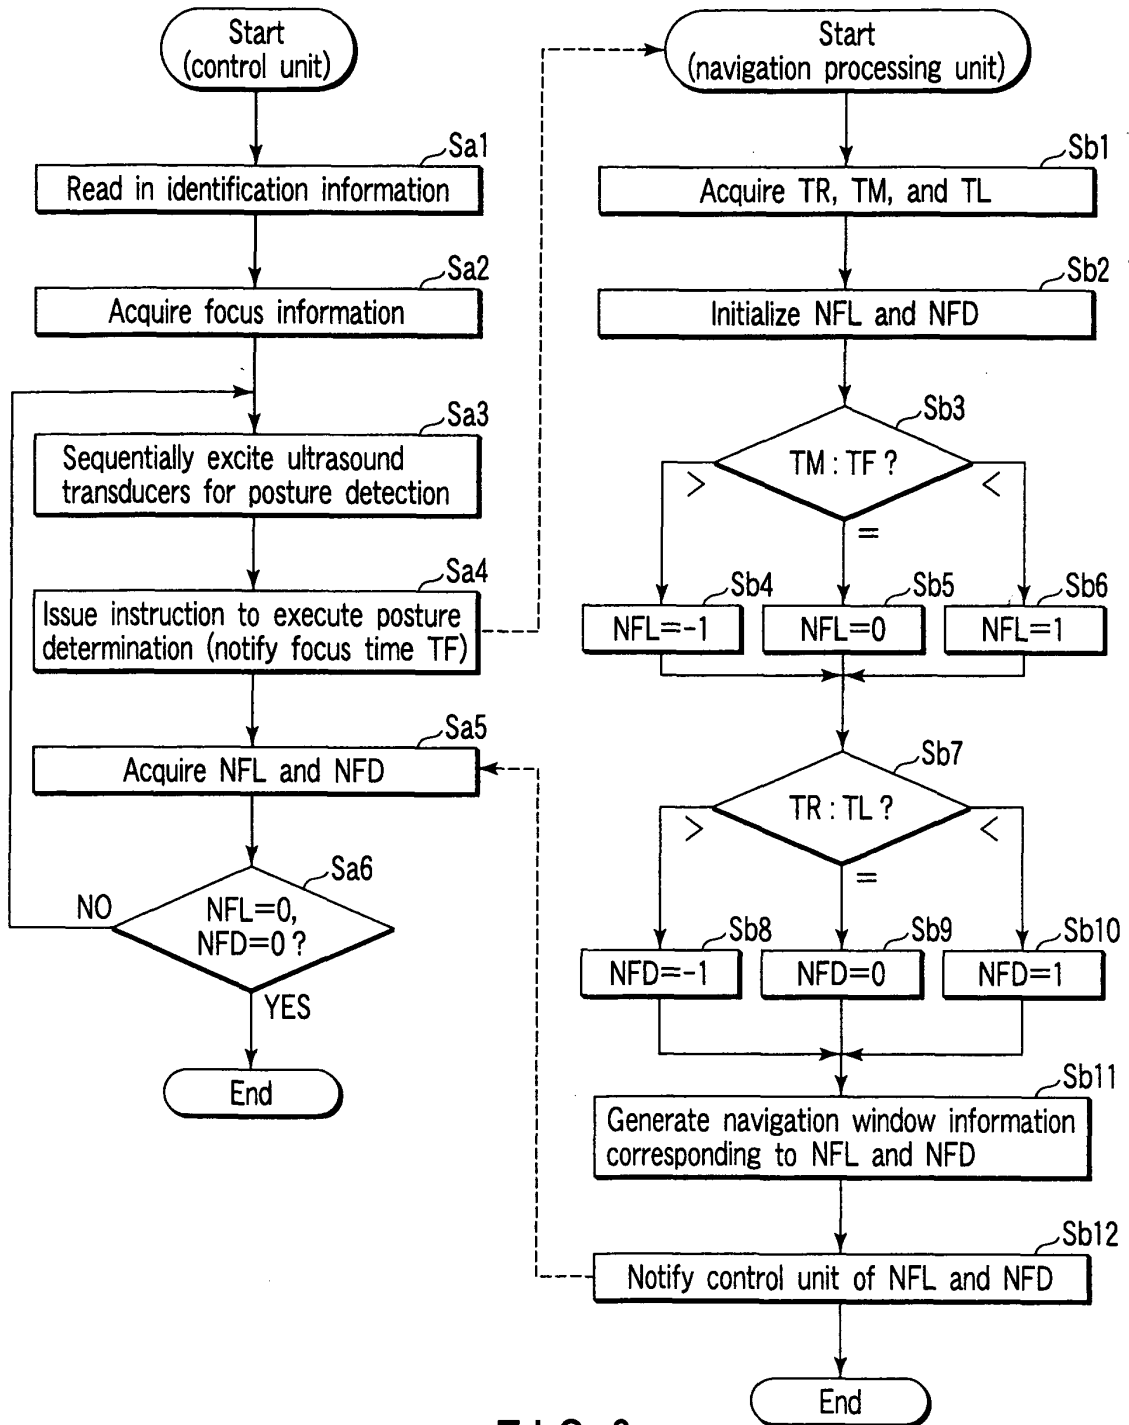 Start
(control unit)
Sa1
Read in identification information
Sa2
Acquire focus information
Sa3
Sequentially excite ultrasound
transducers for posture detection
Sa4
Issue instruction to execute posture
determination (notify focus time TF)
Sa5
Acquire NFL and NFD
Sa6
NO
NFL=0,
NFD=0 ?
YES
End
Start
(navigation processing unit)
Sb1
Acquire TR, TM, and TL
Sb2
Initialize NFL and NFD
Sb3
TM : TF ?
>
=
<
Sb4
NFL=-1
Sb5
NFL=0
Sb6
NFL=1
Sb7
TR : TL ?
>
=
<
Sb8
NFD=-1
Sb9
NFD=0
Sb10
NFD=1
Sb11
Generate navigation window information
corresponding to NFL and NFD
Sb12
Notify control unit of NFL and NFD
End